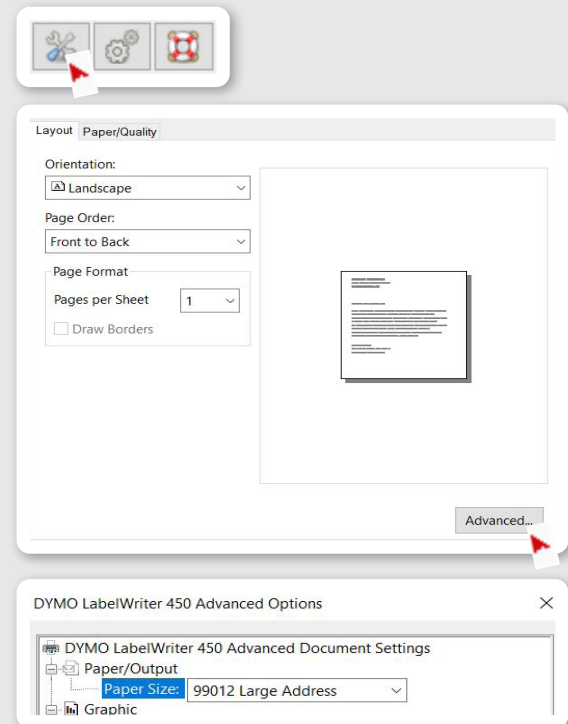 Layout Paper/Quality
Orientation:
Landscape
Page Order:
Front to Back
Page Format
Pages per Sheet 1
Draw Borders
Advanced...
DYMO LabelWriter 450 Advanced Options
DYMO LabelWriter 450 Advanced Document Settings
Paper/Output
Paper Size: 99012 Large Address
Graphic